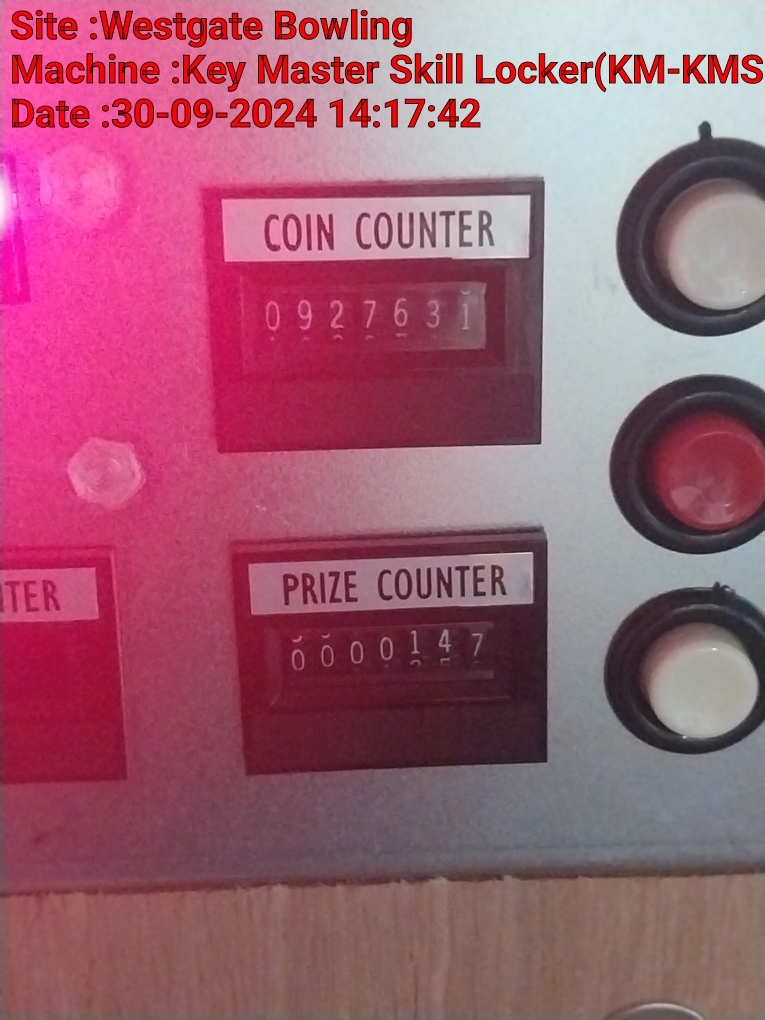 Site :Westgate Bowling
Machine :Key Master Skill Locker(KM-KMS
Date :30-09-2024 14:17:42
COIN COUNTER
0927631
PRIZE COUNTER
0000147